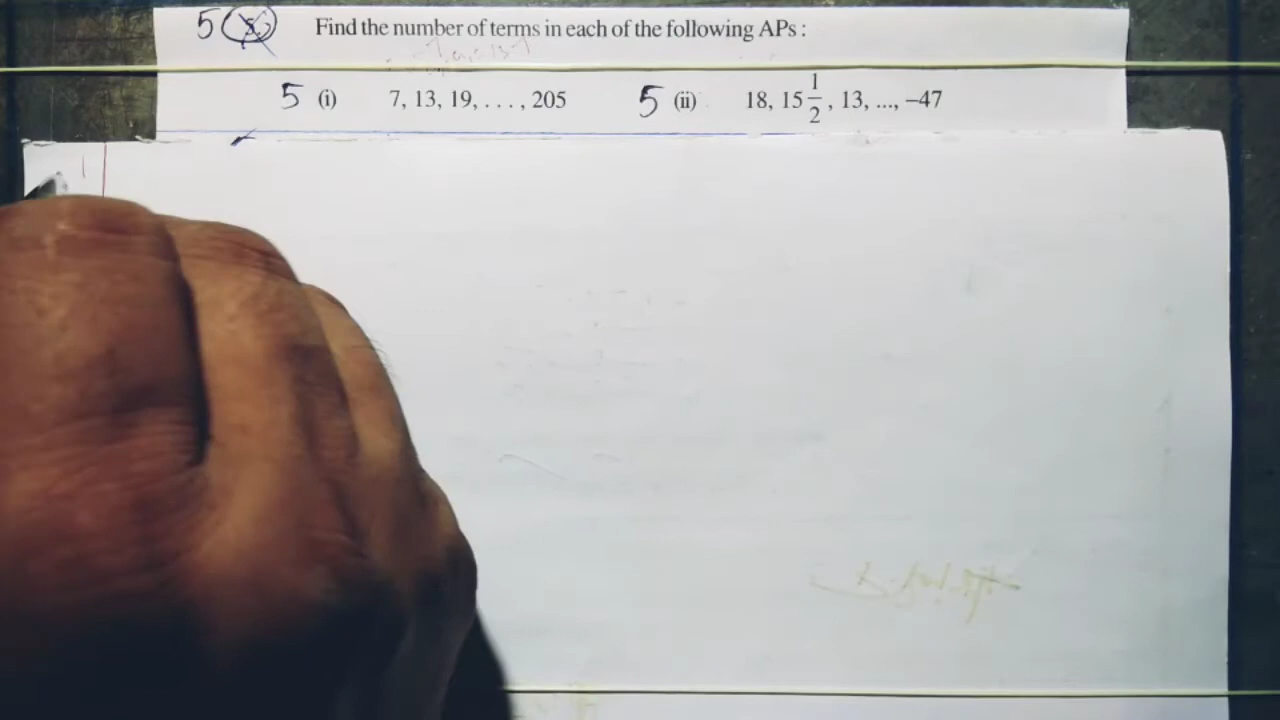 5 Find the number of terms in each of the following APs :
5 (i) 7, 13, 19, . . . , 205 5 (ii) 18, 15 1/2 , 13, ..., –47